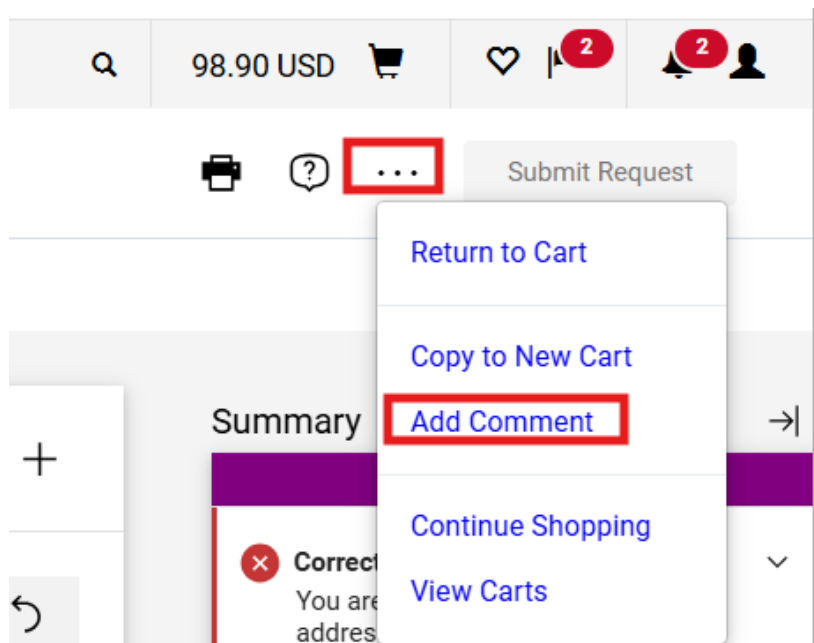 98.90 USD
2
2
? ... Submit Request
Return to Cart
Copy to New Cart
Summary
Add Comment
Continue Shopping
Correct
You are
View Carts
addres